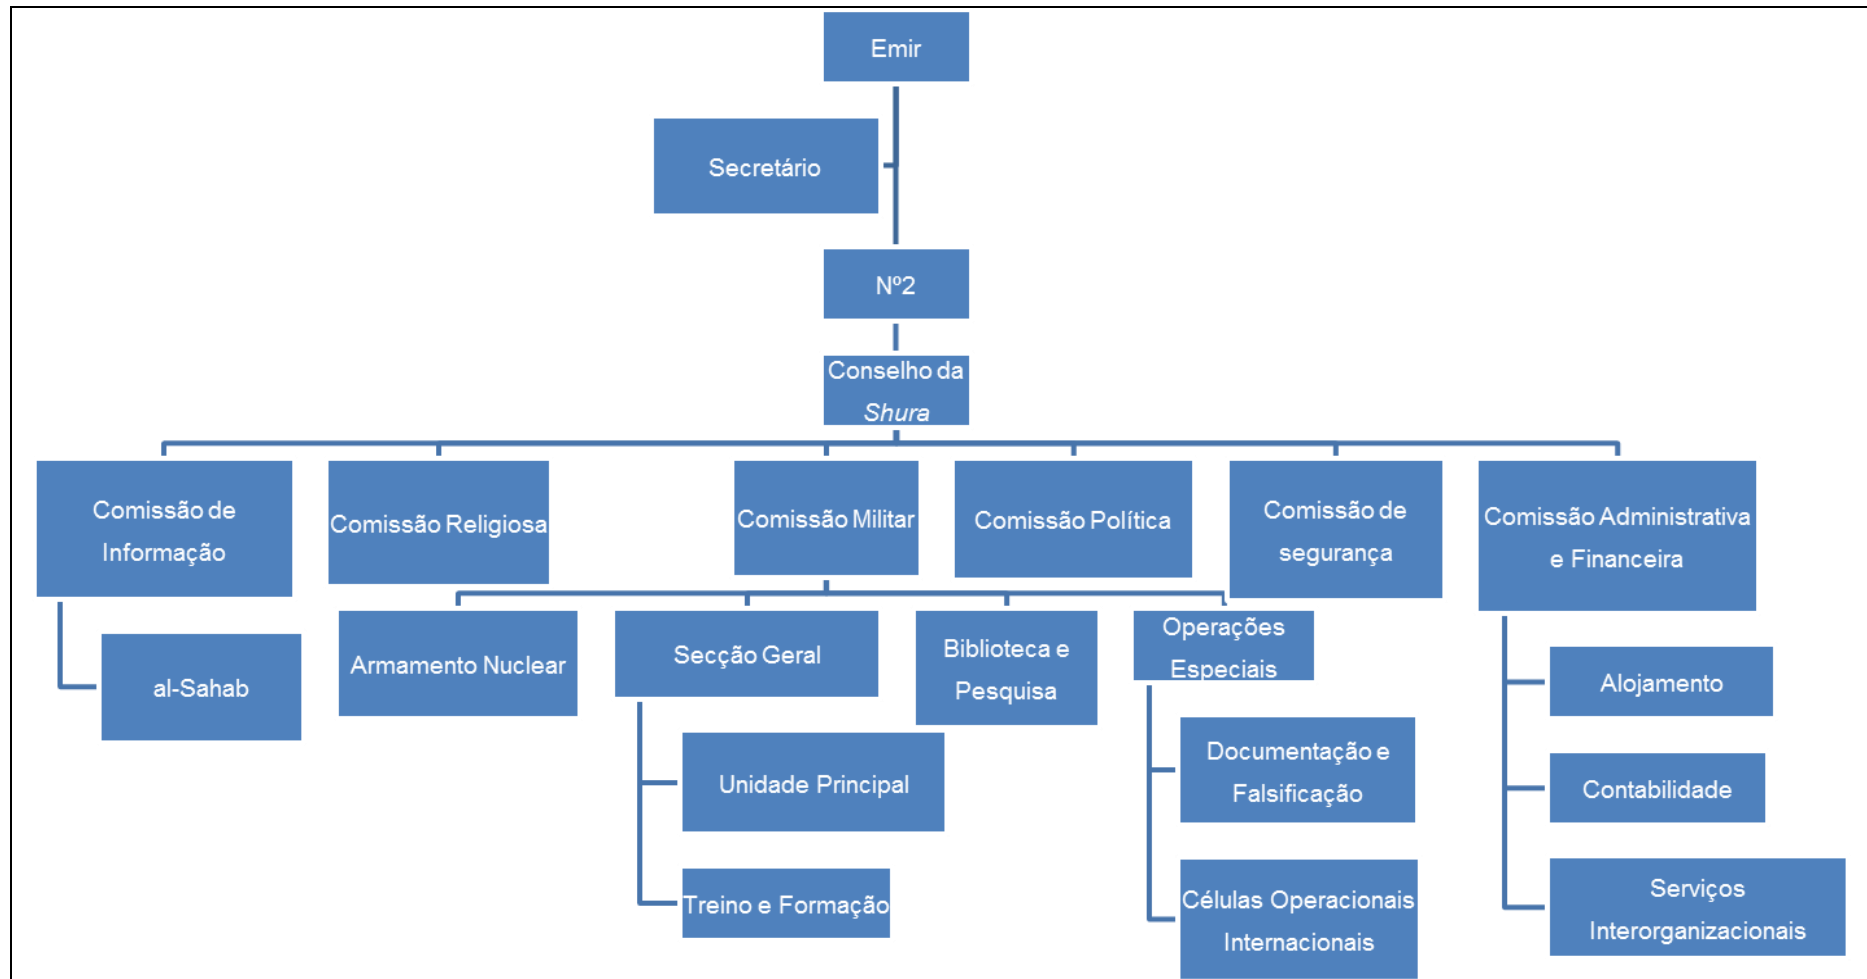 Emir
Secretário
Nº2
Conselho da
Shura
Comissão de
Informação
Comissão Religiosa
Comissão Militar
Comissão Política
Comissão de
segurança
Comissão Administrativa
e Financeira
al-Sahab
Armamento Nuclear
Secção Geral
Biblioteca e
Pesquisa
Operações
Especiais
Unidade Principal
Treino e Formação
Documentação e
Falsificação
Células Operacionais
Internacionais
Alojamento
Contabilidade
Serviços
Interorganizacionais